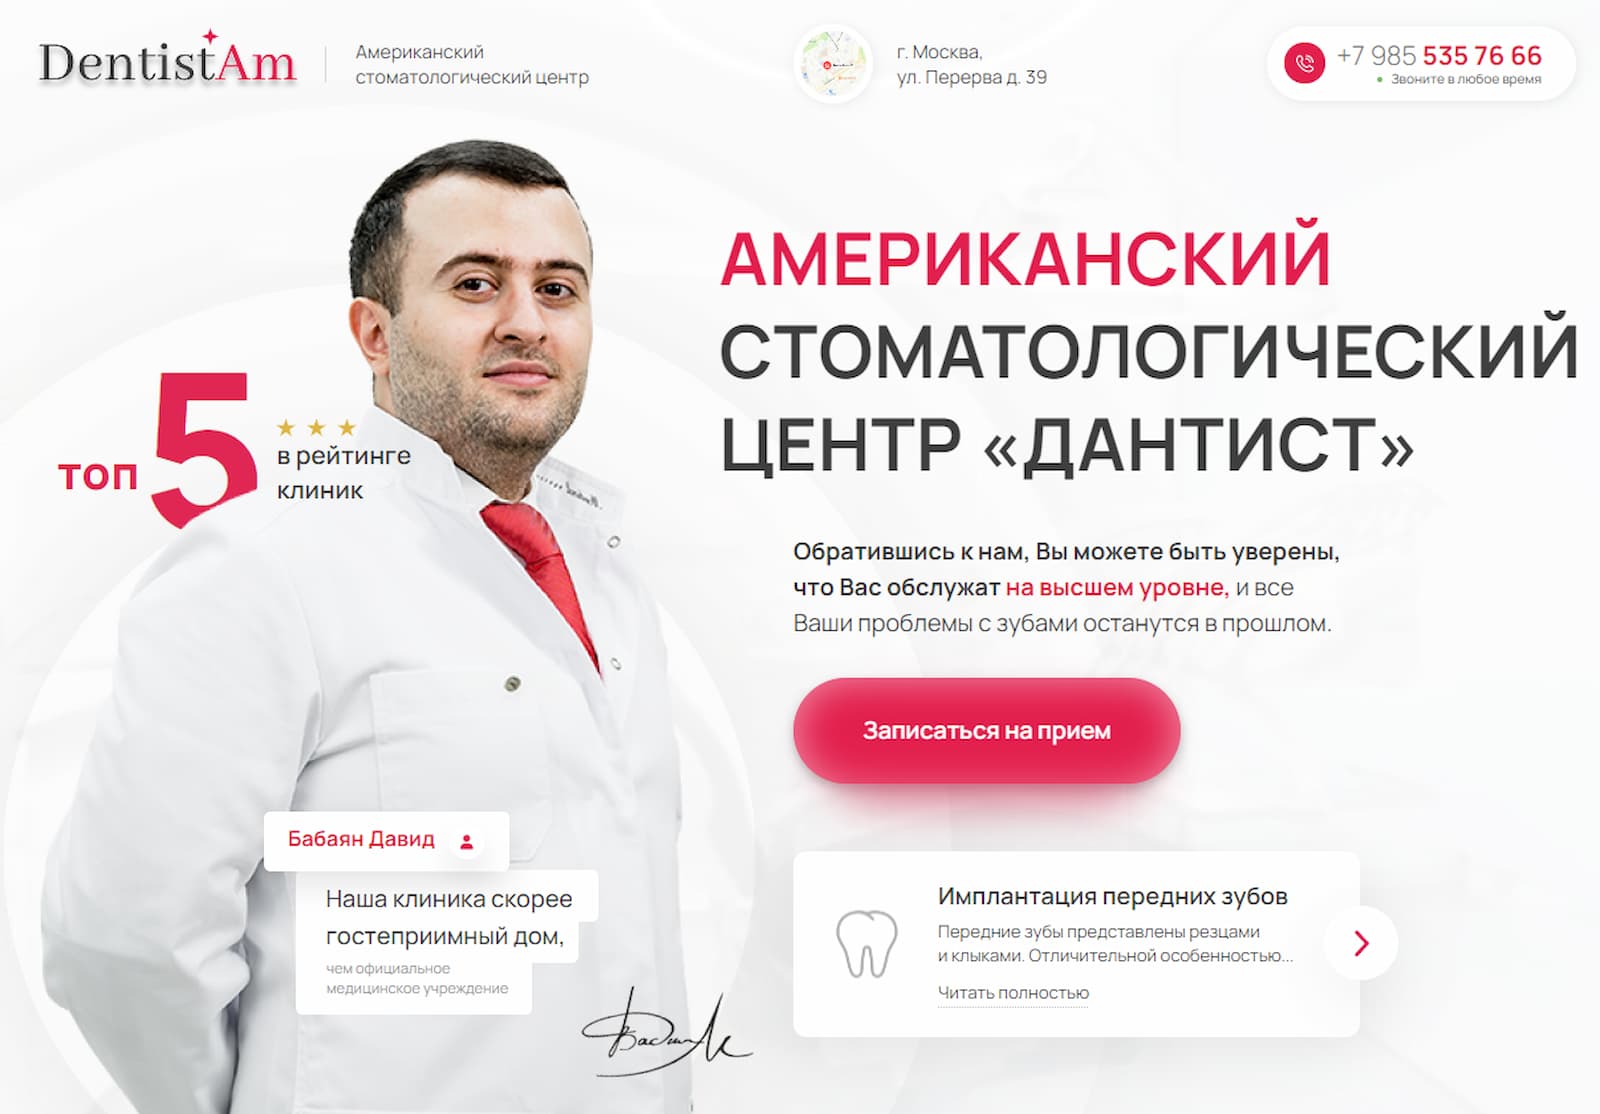 DentistAm
Американский
стоматологический центр
г. Москва,
ул. Перерва д. 39
+7 985 535 76 66
Звоните в любое время
АМЕРИКАНСКИЙ
СТОМАТОЛОГИЧЕСКИЙ
ЦЕНТР «ДАНТИСТ»
топ 5
в рейтинге
клиник
Обратившись к нам, Вы можете быть уверены,
что Вас обслужат на высшем уровне, и все
Ваши проблемы с зубами останутся в прошлом.
Записаться на прием
Бабаян Давид
Наша клиника скорее
гостеприимный дом,
чем официальное
медицинское учреждение
Имплантация передних зубов
Передние зубы представлены резцами
и клыками. Отличительной особенностью...
Читать полностью